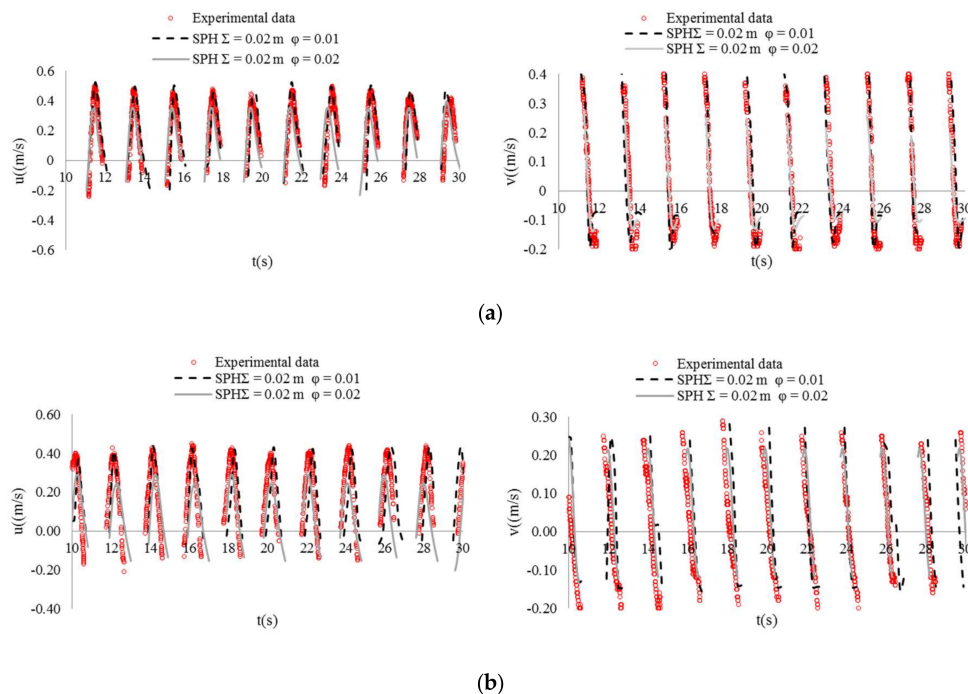 Experimental data
SPH Σ = 0.02 m φ = 0.01
SPH Σ = 0.02 m φ = 0.02
0.6
0.4
0.2
0
-0.2
-0.4
-0.6
u((m/s)
10 12 14 16 18 20 22 24 26 28 30
t(s)
Experimental data
SPHΣ = 0.02 m φ = 0.01
SPH Σ = 0.02 m φ = 0.02
0.4
0.3
0.2
0.1
0
-0.1
-0.2
v((m/s)
10 12 14 16 18 20 22 24 26 28 30
t(s)
(a)
Experimental data
SPHΣ = 0.02 m φ = 0.01
SPHΣ = 0.02 m φ = 0.02
0.60
0.40
0.20
0.00
-0.20
-0.40
u((m/s)
10 12 14 16 18 20 22 24 26 28 30
t(s)
Experimental data
SPHΣ = 0.02 m φ = 0.01
SPH Σ = 0.02 m φ = 0.02
0.30
0.20
0.10
0.00
-0.10
-0.20
v((m/s)
10 12 14 16 18 20 22 24 26 28 30
t(s)
(b)